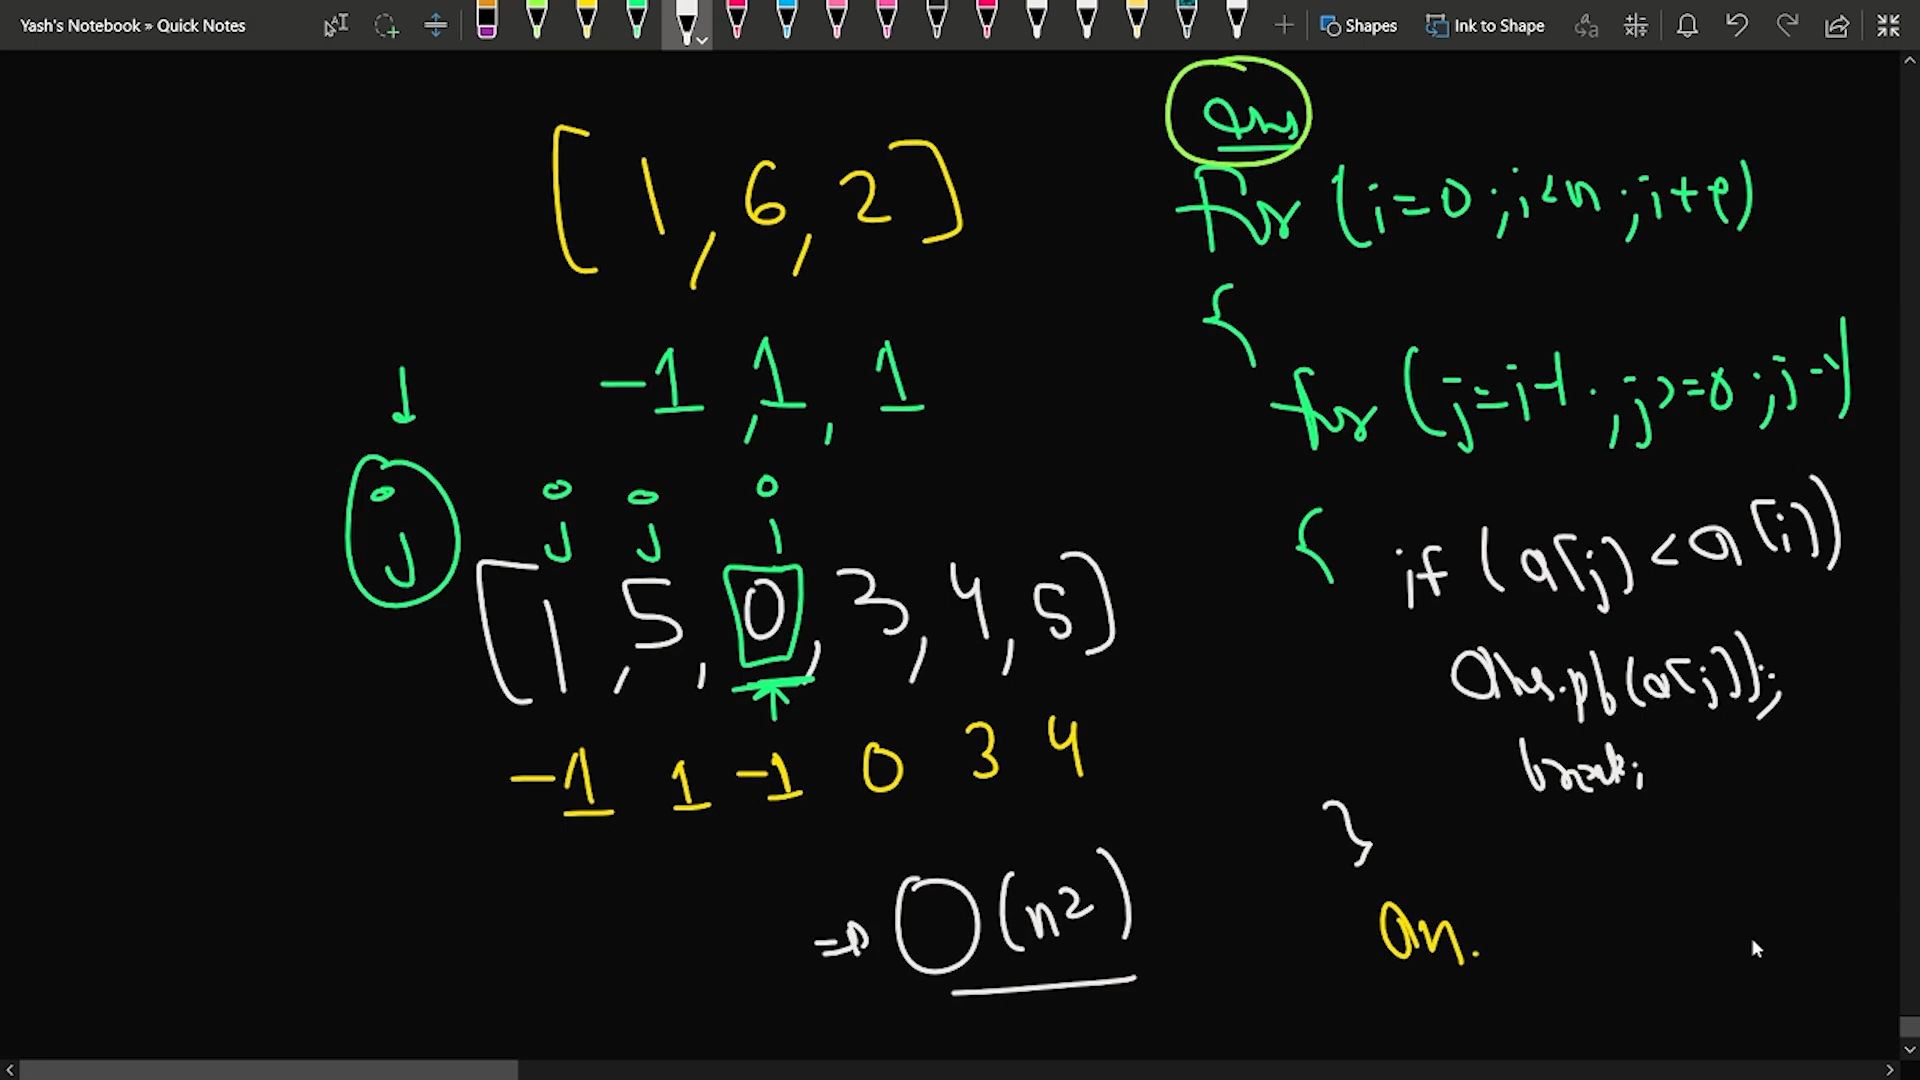 Yash's Notebook » Quick Notes
Shapes
Ink to Shape
[1, 6, 2]
-1, 1, 1
j j j i
[1, 5, 0, 3, 4, 5]
-1 1 -1 0 3 4
=> O(n²)
ans
for (i=0; i<n; i++)
{
for (j=i-1; j>=0; j--)
{
if (a[j) < a[i))
ans.pb(a[j));
break;
}
an.